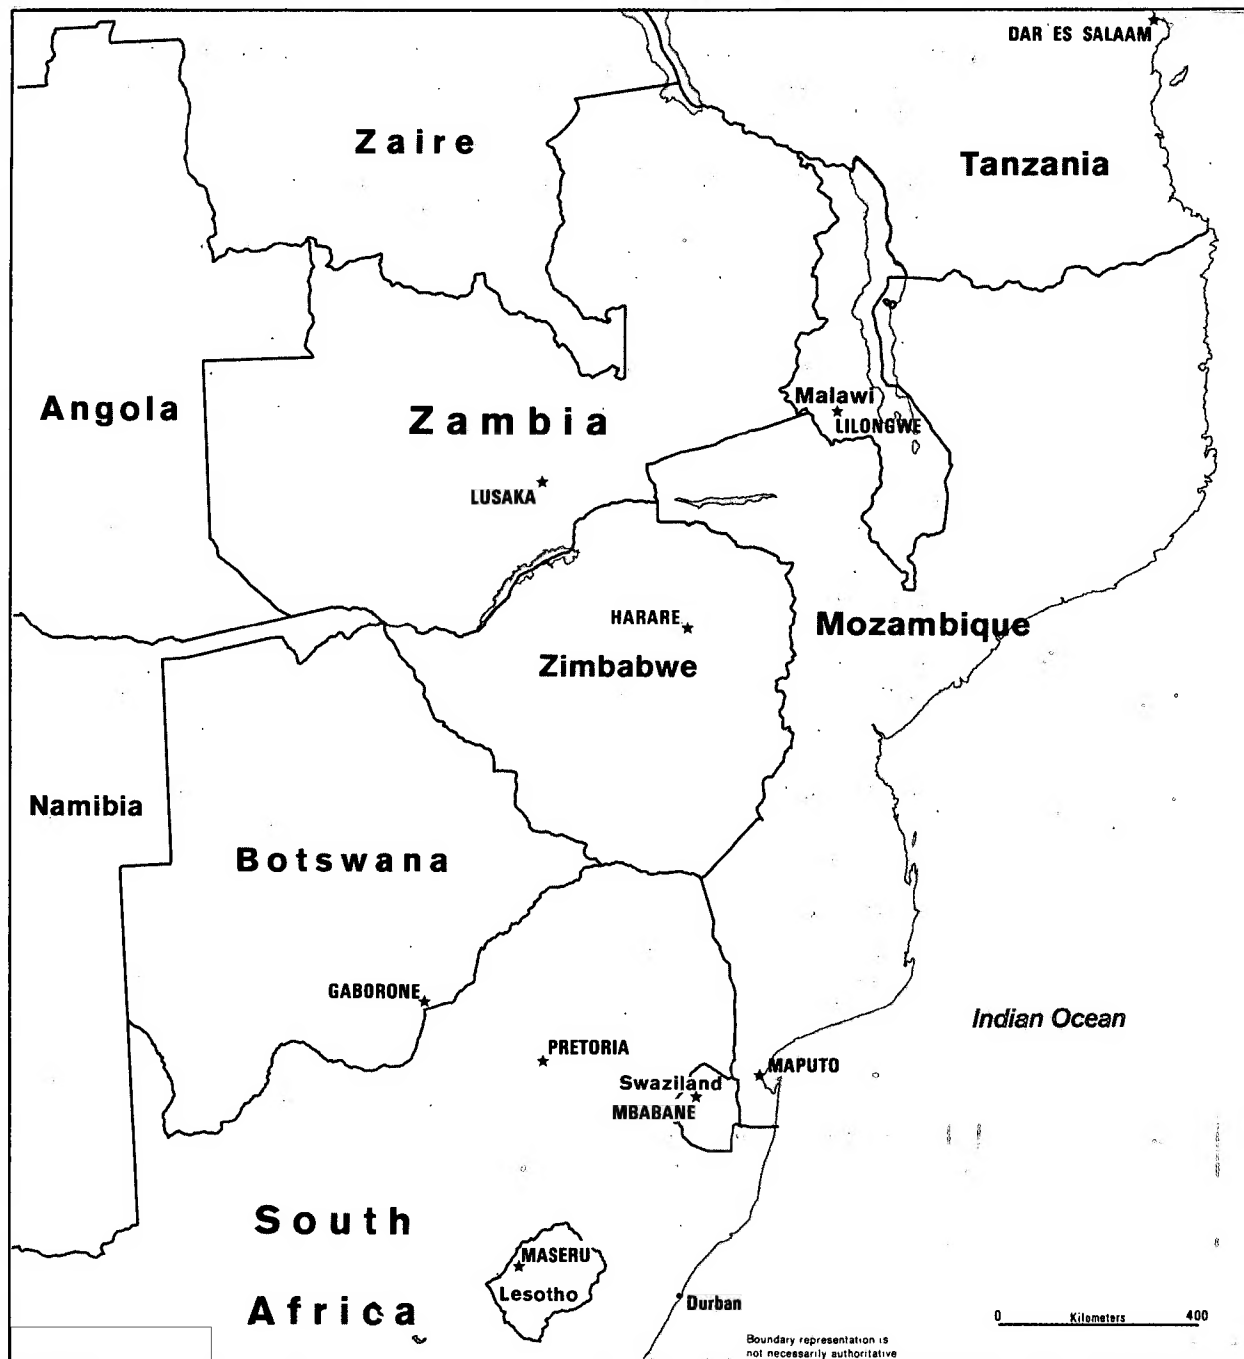 DAR ES SALAAM
Zaire
Tanzania
Angola
Zambia
Malawi
LILONGWE
LUSAKA
HARARE
Mozambique
Zimbabwe
Namibia
Botswana
GABORONE
Indian Ocean
PRETORIA
MAPUTO
Swaziland
MBABANE
South
Africa
MASERU
Lesotho
Durban
0 Kilometers 400
Boundary representation is
not necessarily authoritative